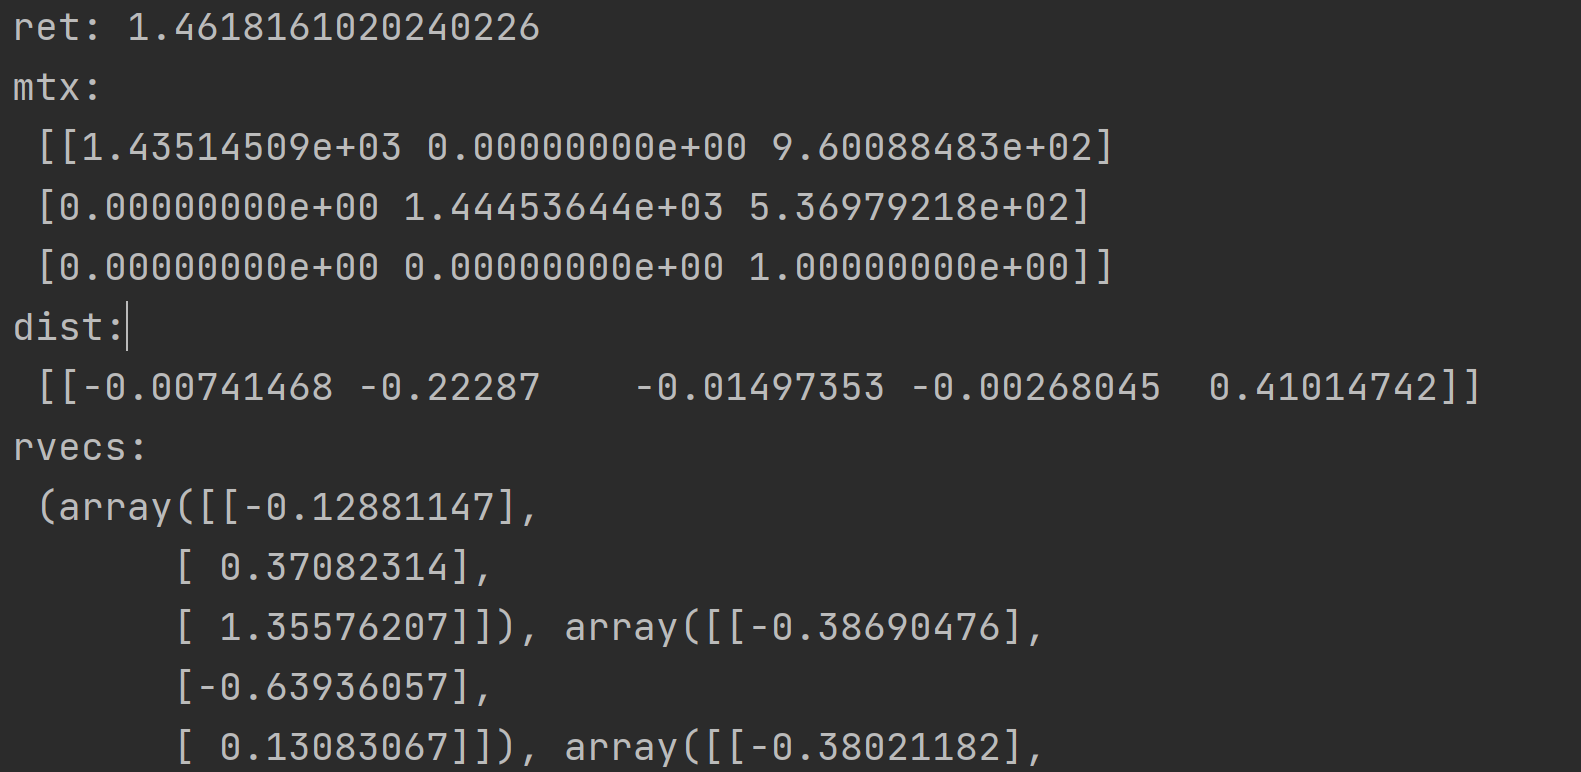 ret: 1.4618161020240226
mtx:
 [[1.43514509e+03 0.00000000e+00 9.60088483e+02]
 [0.00000000e+00 1.44453644e+03 5.36979218e+02]
 [0.00000000e+00 0.00000000e+00 1.00000000e+00]]
dist:
 [[-0.00741468 -0.22287    -0.01497353 -0.00268045  0.41014742]]
rvecs:
 (array([[-0.12881147],
       [ 0.37082314],
       [ 1.35576207]]), array([[-0.38690476],
       [-0.63936057],
       [ 0.13083067]]), array([[-0.38021182],